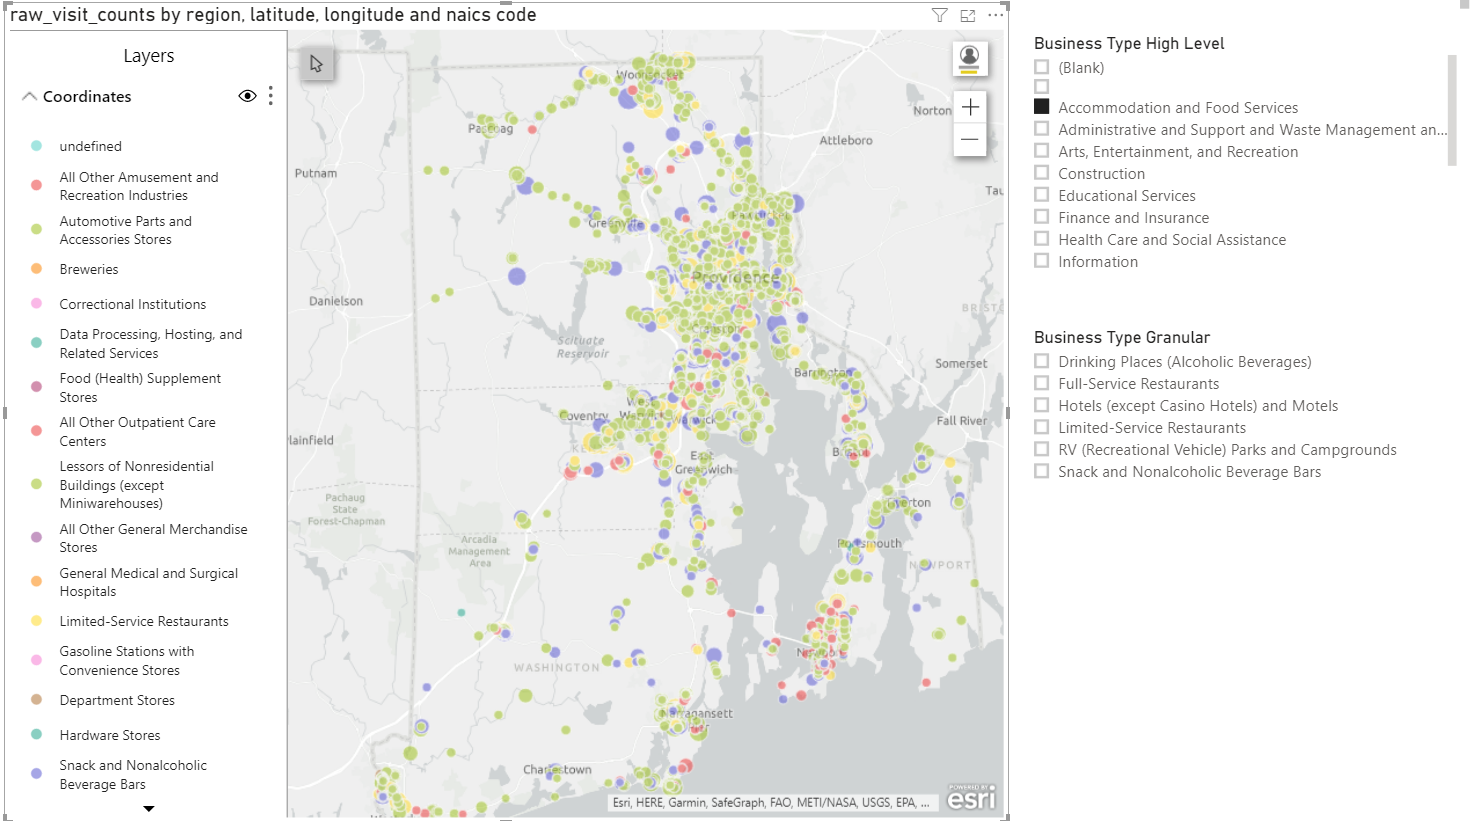 raw_visit_counts by region, latitude, longitude and naics code
Layers
Coordinates
undefined
All Other Amusement and
Recreation Industries
Automotive Parts and
Accessories Stores
Breweries
Correctional Institutions
Data Processing, Hosting, and
Related Services
Food (Health) Supplement
Stores
All Other Outpatient Care
Centers
Lessors of Nonresidential
Buildings (except
Miniwarehouses)
All Other General Merchandise
Stores
General Medical and Surgical
Hospitals
Limited-Service Restaurants
Gasoline Stations with
Convenience Stores
Department Stores
Hardware Stores
Snack and Nonalcoholic
Beverage Bars
Woonsocket
Norton
Pascoag
Attleboro
Putnam
Tau
Pawtucket
Greenville
Providence
Danielson
BRIST
Cranston
Scituate
Reservoir
Somerset
Barrington
Coventry
West
Warwick
Warwick
Fall River
Plainfield
KENT
East
Greenwich
Bristol
Pachaug
State
Forest-Chapman
Tiverton
Arcadia
Management
Area
Portsmouth
NEWPORT
Newport
WASHINGTON
Narragansett
Pier
Charlestown
Esri, HERE, Garmin, SafeGraph, FAO, METI/NASA, USGS, EPA, ...
POWERED BY
esri
Business Type High Level
(Blank)
Accommodation and Food Services
Administrative and Support and Waste Management an...
Arts, Entertainment, and Recreation
Construction
Educational Services
Finance and Insurance
Health Care and Social Assistance
Information
Business Type Granular
Drinking Places (Alcoholic Beverages)
Full-Service Restaurants
Hotels (except Casino Hotels) and Motels
Limited-Service Restaurants
RV (Recreational Vehicle) Parks and Campgrounds
Snack and Nonalcoholic Beverage Bars